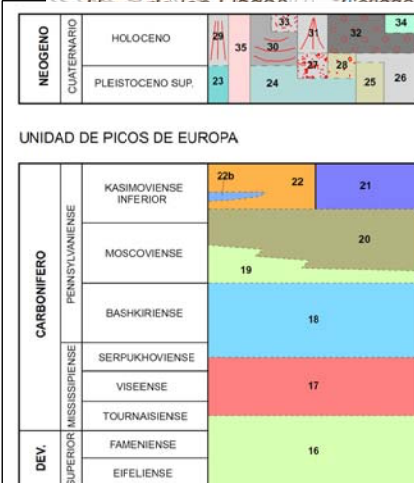 NEOGENO
CUATERNARIO
HOLOCENO
29
35
30
33
31
32
34
PLEISTOCENO SUP.
23
24
27
28
25
26
UNIDAD DE PICOS DE EUROPA
CARBONIFERO
PENNSYLVANIENSE
KASIMOVIENSE
INFERIOR
22b
22
21
MOSCOVIENSE
20
19
BASHKIRIENSE
18
MISSISSIPIENSE
SERPUKHOVIENSE
VISEENSE
17
TOURNAISIENSE
DEV.
SUPERIOR
FAMENIENSE
16
EIFELIENSE